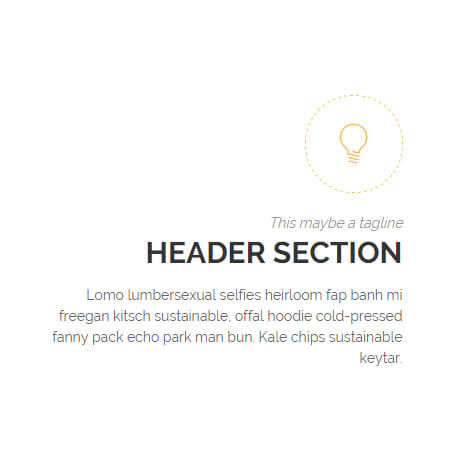 This maybe a tagline
HEADER SECTION
Lomo lumbersexual selfies heirloom fap banh mi
freegan kitsch sustainable, offal hoodie cold-pressed
fanny pack echo park man bun. Kale chips sustainable
keytar.